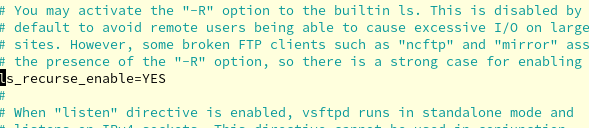 # You may activate the "-R" option to the builtin ls. This is disabled by
# default to avoid remote users being able to cause excessive I/O on large
# sites. However, some broken FTP clients such as "ncftp" and "mirror" ass
# the presence of the "-R" option, so there is a strong case for enabling
ls_recurse_enable=YES
#
# When "listen" directive is enabled, vsftpd runs in standalone mode and
# listens on IPv4 sockets. This directive cannot be used in conjunction